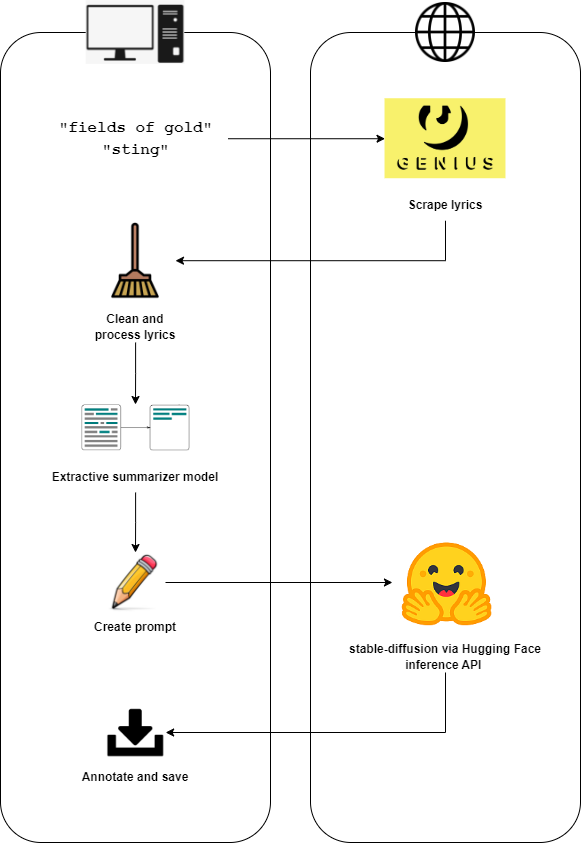 "fields of gold"
"sting"
GENIUS
Scrape lyrics
Clean and
process lyrics
Extractive summarizer model
Create prompt
stable-diffusion via Hugging Face
inference API
Annotate and save